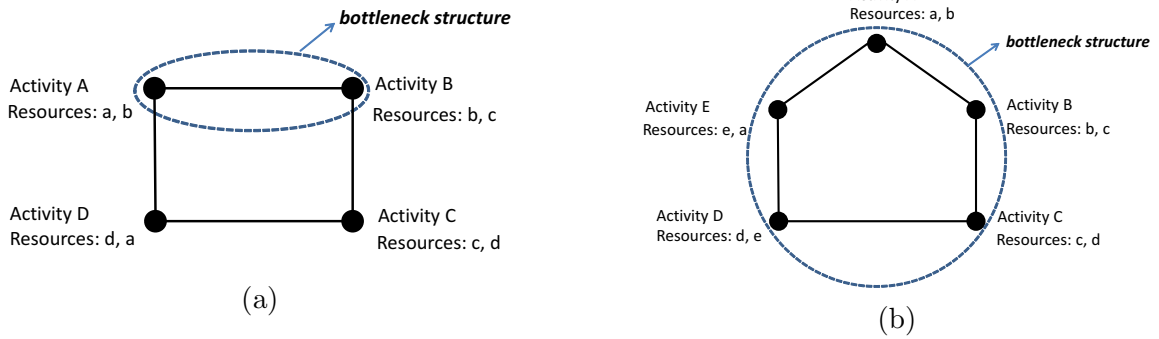 bottleneck structure
Activity A
Resources: a, b
Activity B
Resources: b, c
Activity D
Resources: d, a
Activity C
Resources: c, d
(a)
Resources: a, b
bottleneck structure
Activity E
Resources: e, a
Activity B
Resources: b, c
Activity D
Resources: d, e
Activity C
Resources: c, d
(b)